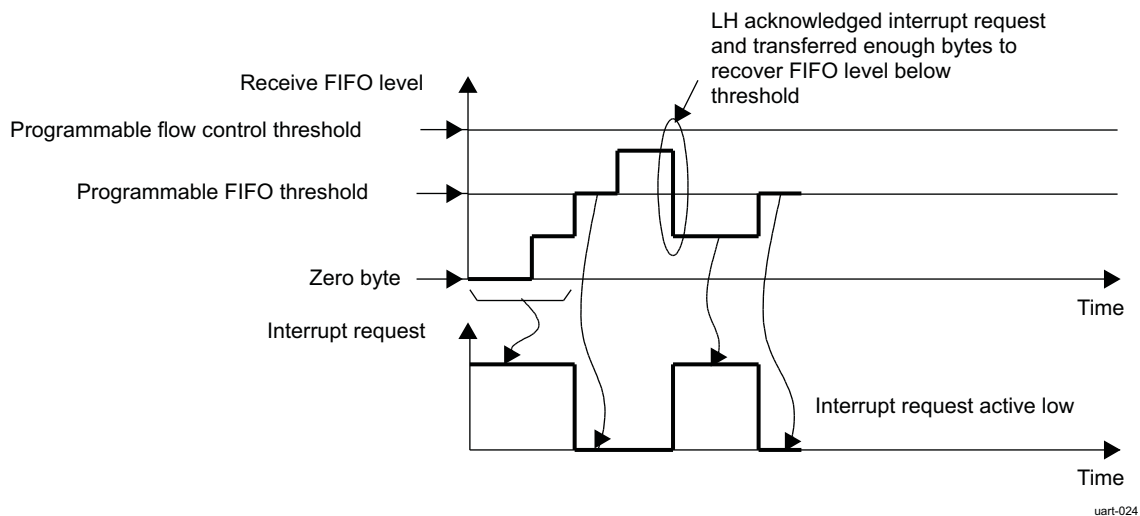 LH acknowledged interrupt request
and transferred enough bytes to
recover FIFO level below
threshold
Receive FIFO level
Programmable flow control threshold
Programmable FIFO threshold
Zero byte
Time
Interrupt request
Interrupt request active low
Time
uart-024